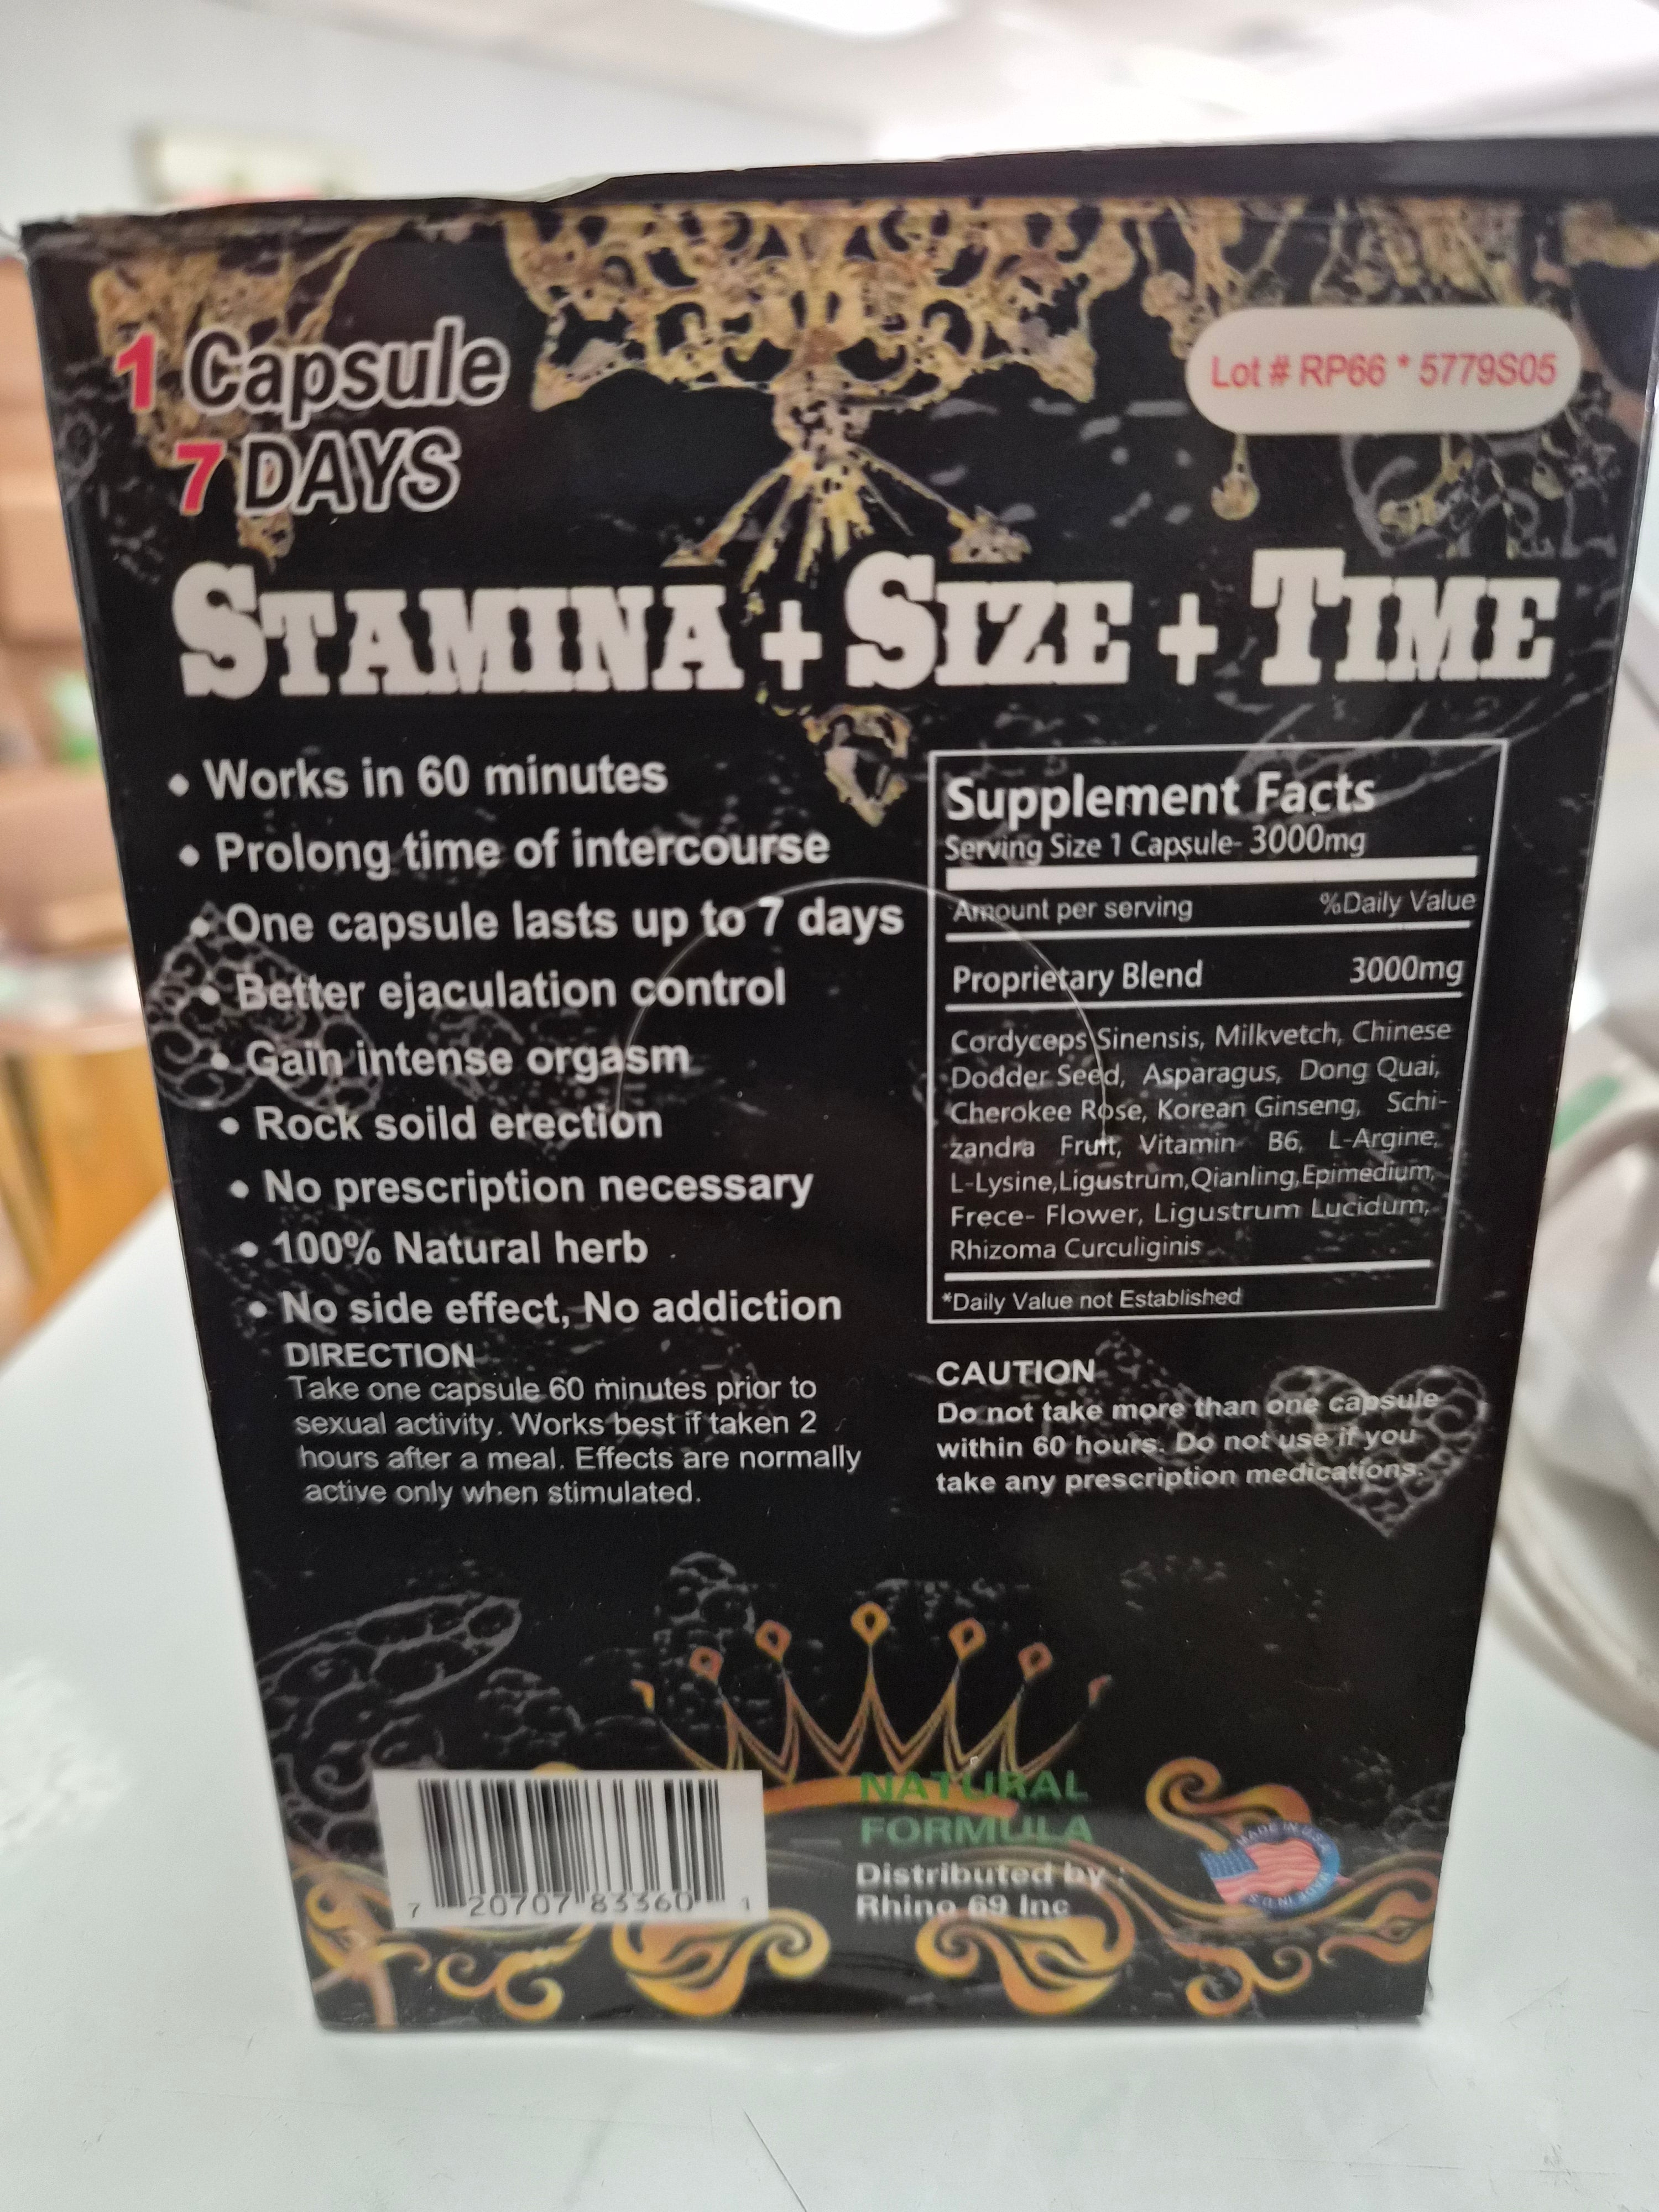 1 Capsule
7 DAYS
Lot # RP66 * 5779S05
STAMINA + SIZE + TIME
• Works in 60 minutes
• Prolong time of intercourse
• One capsule lasts up to 7 days
• Better ejaculation control
• Gain intense orgasm
• Rock soild erection
• No prescription necessary
• 100% Natural herb
• No side effect, No addiction
DIRECTION
Take one capsule 60 minutes prior to
sexual activity. Works best if taken 2
hours after a meal. Effects are normally
active only when stimulated.
Supplement Facts
Serving Size 1 Capsule- 3000mg
Amount per serving %Daily Value
Proprietary Blend 3000mg
Cordyceps Sinensis, Milkvetch, Chinese
Dodder Seed, Asparagus, Dong Quai,
Cherokee Rose, Korean Ginseng, Schi-
zandra Fruit, Vitamin B6, L-Argine,
L-Lysine,Ligustrum,Qianling,Epimedium,
Frece- Flower, Ligustrum Lucidum,
Rhizoma Curculiginis
*Daily Value not Established
CAUTION
Do not take more than one capsule
within 60 hours. Do not use if you
take any prescription medications.
7 20707 83360 1
NATURAL
FORMULA
Distributed by :
Rhino 69 Inc
MADE IN U.S.A
MADE IN U.S.A